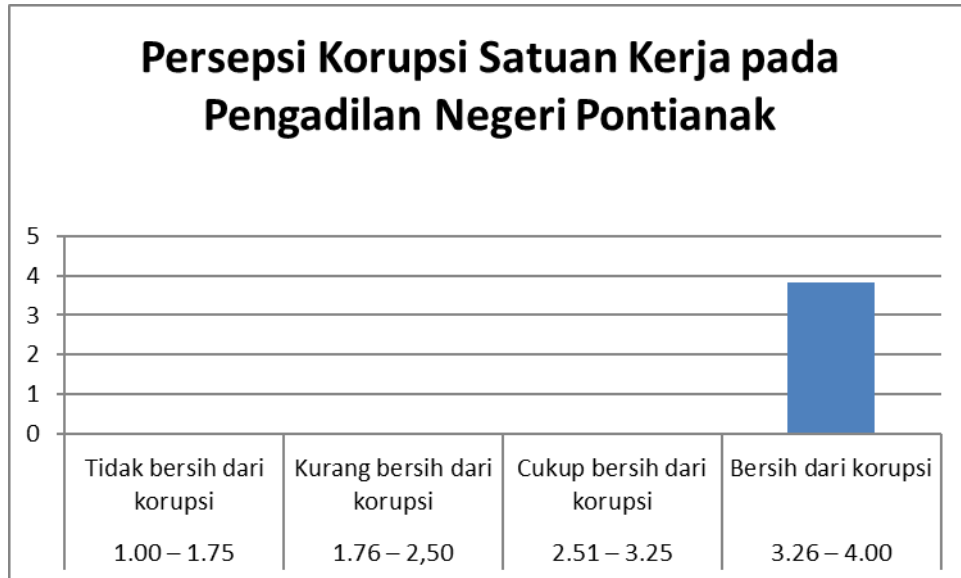 Persepsi Korupsi Satuan Kerja pada
Pengadilan Negeri Pontianak
5
4
3
2
1
0
Tidak bersih dari
korupsi
Kurang bersih dari
korupsi
Cukup bersih dari
korupsi
Bersih dari korupsi
1.00 – 1.75
1.76 – 2,50
2.51 – 3.25
3.26 – 4.00